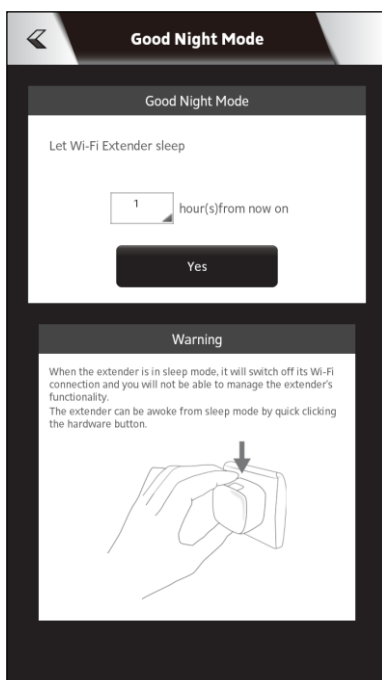 Good Night Mode
Good Night Mode
Let Wi-Fi Extender sleep
1 hour(s)from now on
Yes
Warning
When the extender is in sleep mode, it will switch off its Wi-Fi
connection and you will not be able to manage the extender's
functionality.
The extender can be awoke from sleep mode by quick clicking
the hardware button.